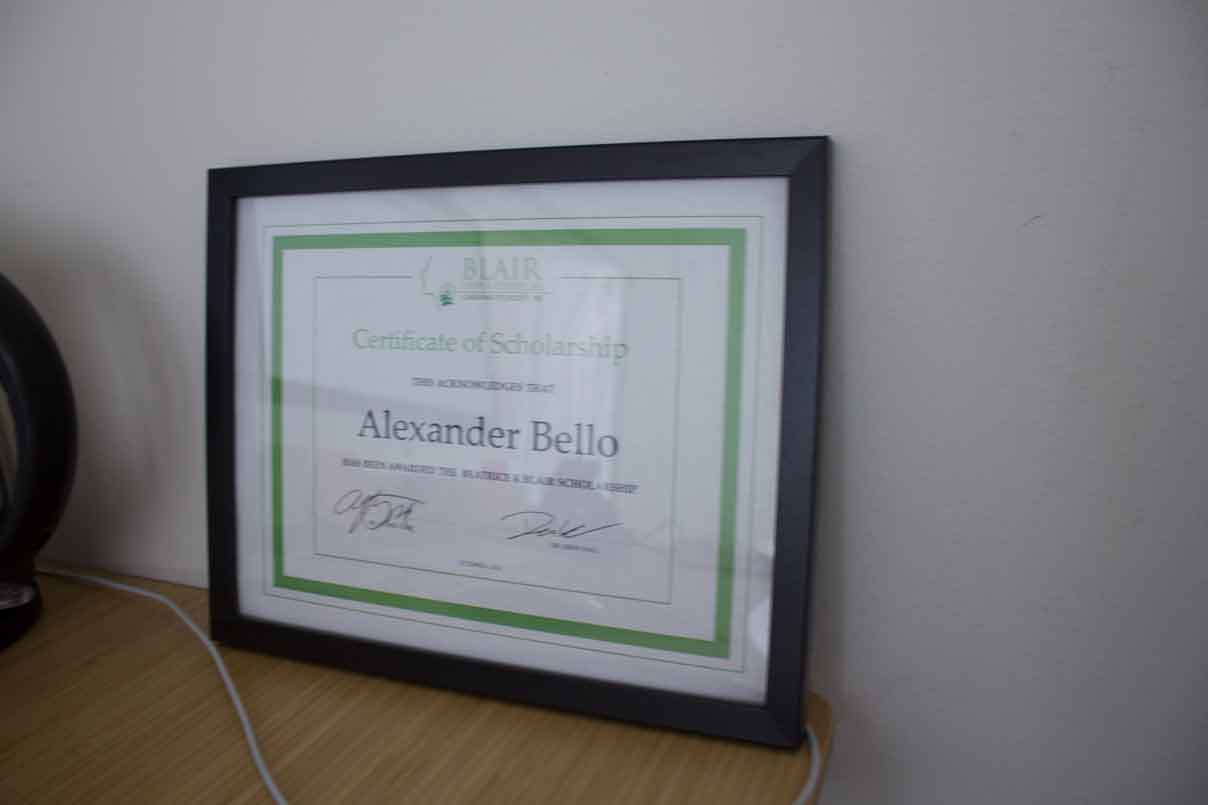 BLAIR
Certificate of Scholarship
THIS ACKNOWLEDGES THAT
Alexander Bello
HAS BEEN AWARDED THE BEATRICE A BLAIR SCHOLARSHIP